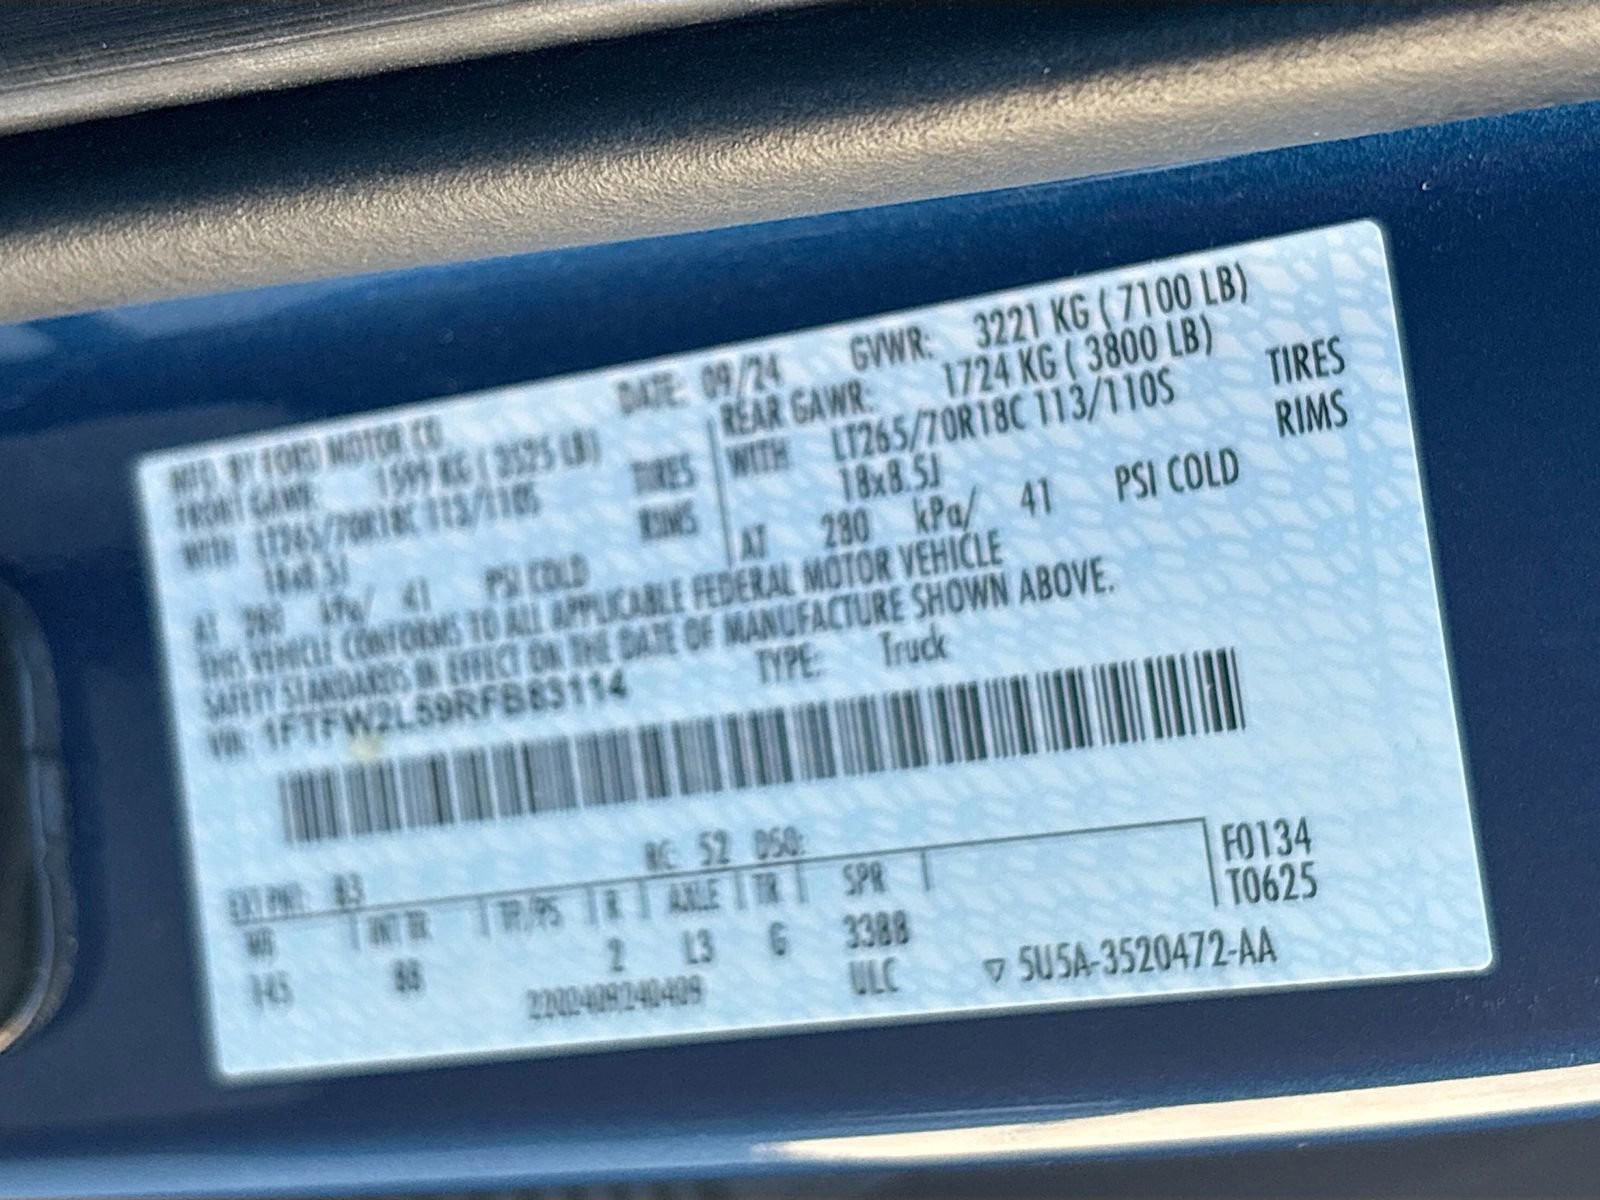 MFD. BY FORD MOTOR CO. DATE: 09/24 GVWR: 3221 KG ( 7100 LB)
FRONT GAWR: 1599 KG ( 3525 LB)
WITH LT265/70R18C 113/110S TIRES
18x8.5J RIMS
AT 280 kPa/ 41 PSI COLD
REAR GAWR: 1724 KG ( 3800 LB)
WITH LT265/70R18C 113/110S TIRES
18x8.5J RIMS
AT 280 kPa/ 41 PSI COLD
THIS VEHICLE CONFORMS TO ALL APPLICABLE FEDERAL MOTOR VEHICLE
SAFETY STANDARDS IN EFFECT ON THE DATE OF MANUFACTURE SHOWN ABOVE.
VIN: 1FTFW2L59RFB83114 TYPE: Truck
EXT PNT: B3 RC: 52 DSO:
WB INT TR TP/PS R AXLE TR SPR
145 88 2 L3 G 3388
ULC
F0134
T0625
▽ 5U5A-3520472-AA